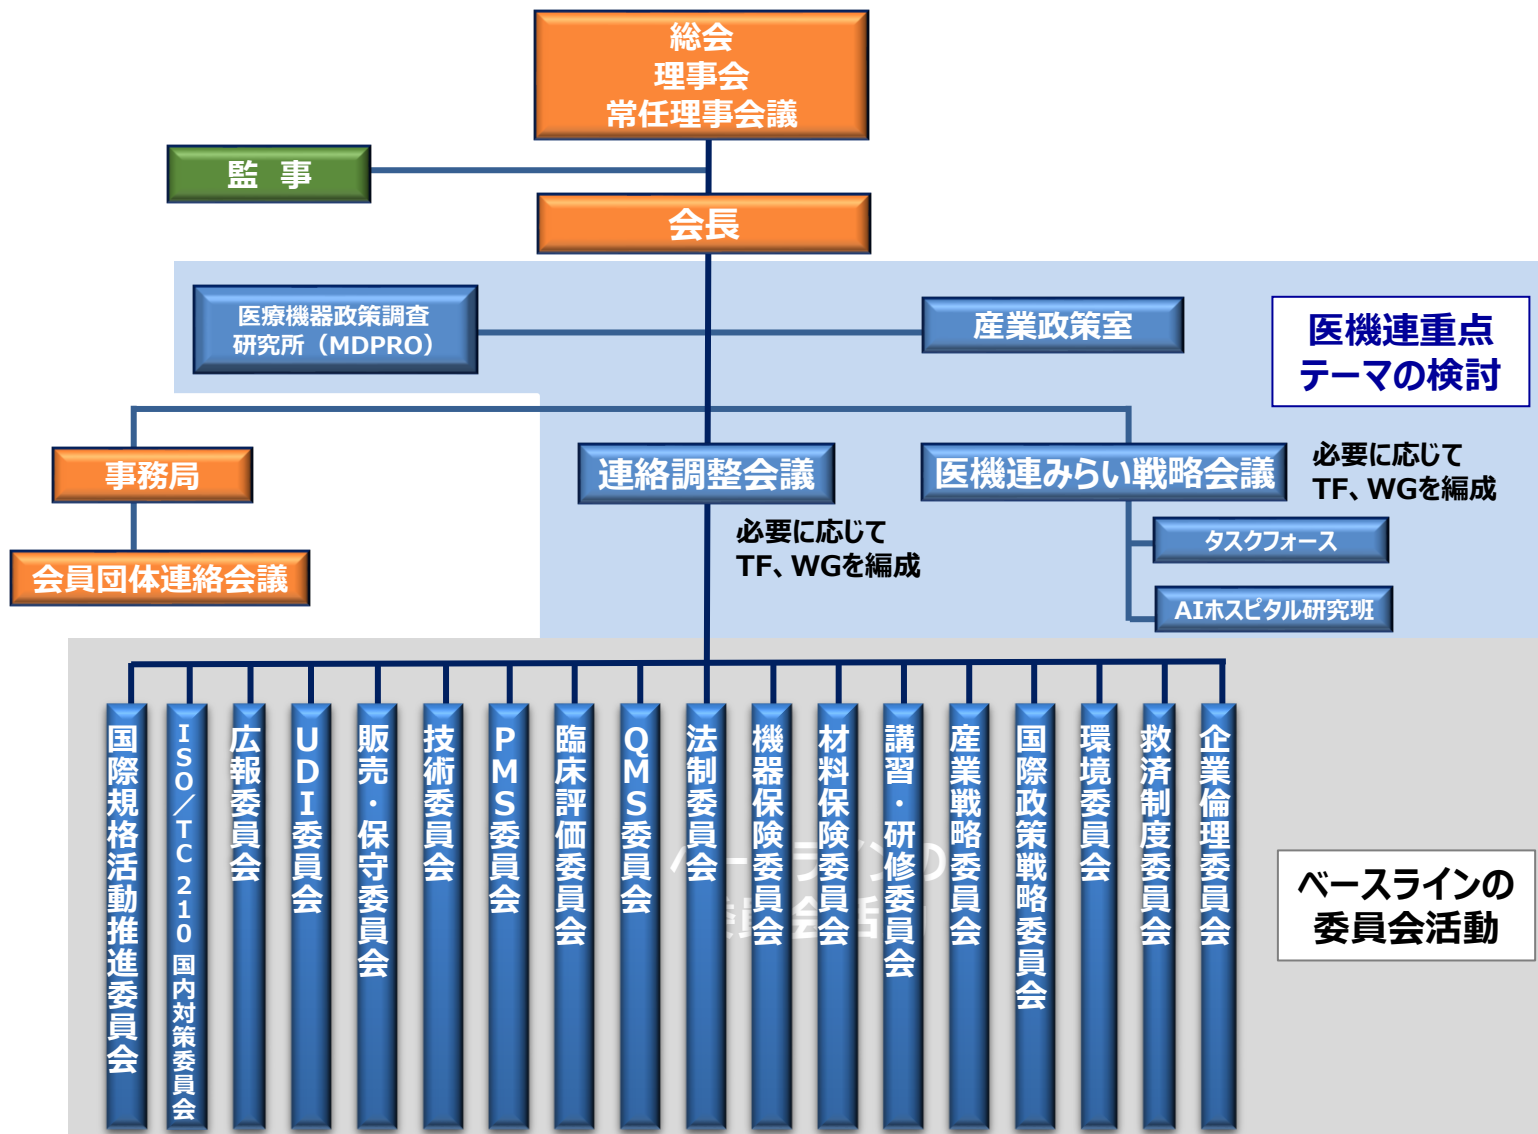 総会
理事会
常任理事会議
監 事
会長
医療機器政策調査
研究所（MDPRO）
産業政策室
医機連重点
テーマの検討
事務局
連絡調整会議
医機連みらい戦略会議
必要に応じて
TF、WGを編成
必要に応じて
TF、WGを編成
タスクフォース
会員団体連絡会議
AIホスピタル研究班
国際規格活動推進委員会
ISO／TC 210 国内対策委員会
広報委員会
UDI委員会
販売・保守委員会
技術委員会
PMS委員会
臨床評価委員会
QMS委員会
法制委員会
機器保険委員会
材料保険委員会
講習・研修委員会
産業戦略委員会
国際政策戦略委員会
環境委員会
救済制度委員会
企業倫理委員会
ベースラインの
委員会活動